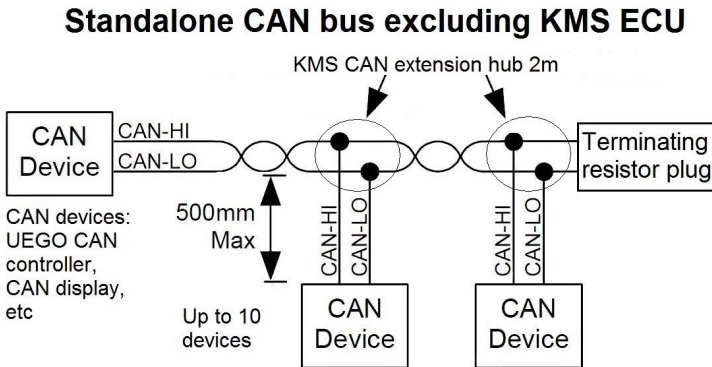 Standalone CAN bus excluding KMS ECU
KMS CAN extension hub 2m
CAN
Device
CAN-HI
CAN-LO
Terminating
resistor plug
CAN devices:
UEGO CAN
controller,
CAN display,
etc
500mm
Max
CAN-HI
CAN-LO
CAN-HI
CAN-LO
Up to 10
devices
CAN
Device
CAN
Device